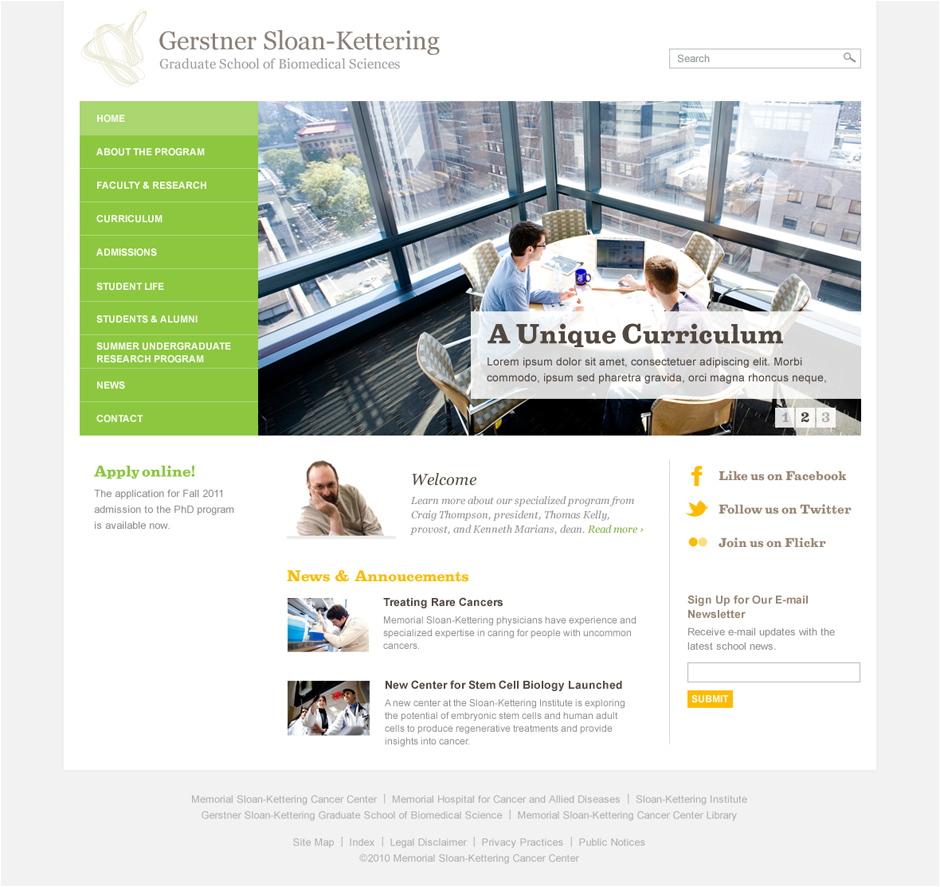 Gerstner Sloan-Kettering
Graduate School of Biomedical Sciences
Search
HOME
ABOUT THE PROGRAM
FACULTY & RESEARCH
CURRICULUM
ADMISSIONS
STUDENT LIFE
STUDENTS & ALUMNI
SUMMER UNDERGRADUATE
RESEARCH PROGRAM
NEWS
CONTACT
A Unique Curriculum
Lorem ipsum dolor sit amet, consectetuer adipiscing elit. Morbi
commodo, ipsum sed pharetra gravida, orci magna rhoncus neque,
1 2 3
Apply online!
The application for Fall 2011
admission to the PhD program
is available now.
Welcome
Learn more about our specialized program from
Craig Thompson, president, Thomas Kelly,
provost, and Kenneth Marians, dean. Read more ›
News & Annoucements
Treating Rare Cancers
Memorial Sloan-Kettering physicians have experience and
specialized expertise in caring for people with uncommon
cancers.
New Center for Stem Cell Biology Launched
A new center at the Sloan-Kettering Institute is exploring
the potential of embryonic stem cells and human adult
cells to produce regenerative treatments and provide
insights into cancer.
Like us on Facebook
Follow us on Twitter
Join us on Flickr
Sign Up for Our E-mail
Newsletter
Receive e-mail updates with the
latest school news.
SUBMIT
Memorial Sloan-Kettering Cancer Center | Memorial Hospital for Cancer and Allied Diseases | Sloan-Kettering Institute
Gerstner Sloan-Kettering Graduate School of Biomedical Science | Memorial Sloan-Kettering Cancer Center Library
Site Map | Index | Legal Disclaimer | Privacy Practices | Public Notices
©2010 Memorial Sloan-Kettering Cancer Center